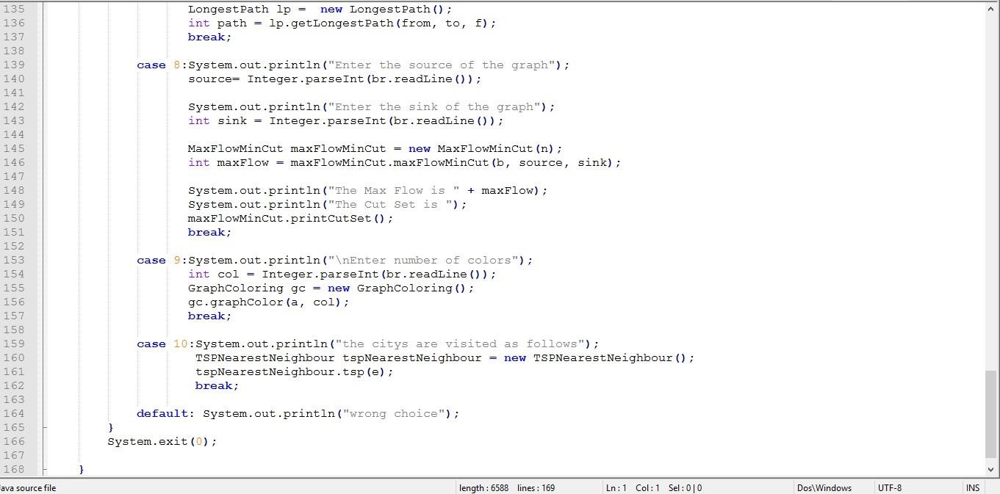 135 LongestPath lp =  new LongestPath();
136 int path = lp.getLongestPath(from, to, f);
137 break;
138
139 case 8:System.out.println("Enter the source of the graph");
140 source= Integer.parseInt(br.readLine());
141
142 System.out.println("Enter the sink of the graph");
143 int sink = Integer.parseInt(br.readLine());
144
145 MaxFlowMinCut maxFlowMinCut = new MaxFlowMinCut(n);
146 int maxFlow = maxFlowMinCut.maxFlowMinCut(b, source, sink);
147
148 System.out.println("The Max Flow is " + maxFlow);
149 System.out.println("The Cut Set is ");
150 maxFlowMinCut.printCutSet();
151 break;
152
153 case 9:System.out.println("\nEnter number of colors");
154 int col = Integer.parseInt(br.readLine());
155 GraphColoring gc = new GraphColoring();
156 gc.graphColor(a, col);
157 break;
158
159 case 10:System.out.println("the citys are visited as follows");
160 TSPNearestNeighbour tspNearestNeighbour = new TSPNearestNeighbour();
161 tspNearestNeighbour.tsp(e);
162 break;
163
164 default: System.out.println("wrong choice");
165 }
166 System.exit(0);
167
168 }
ava source file length : 6588 lines : 169 Ln : 1 Col : 1 Sel : 0 | 0 Dos\Windows UTF-8 INS